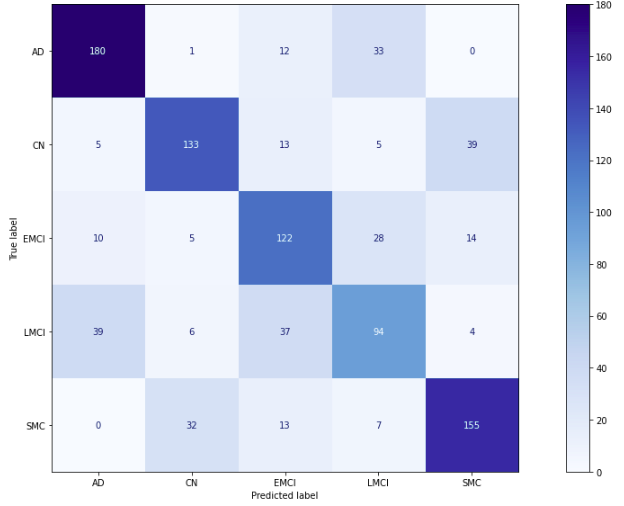 AD 180 1 12 33 0
CN 5 133 13 5 39
EMCI 10 5 122 28 14
LMCI 39 6 37 94 4
SMC 0 32 13 7 155
AD CN EMCI LMCI SMC
Predicted label
True label
180
160
140
120
100
80
60
40
20
0